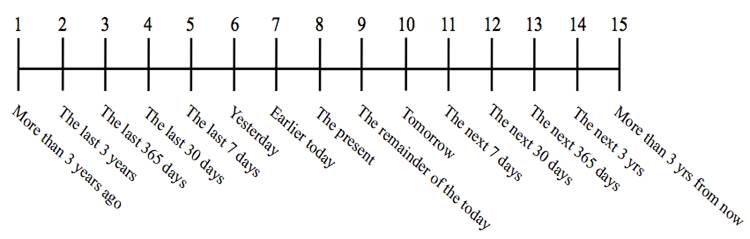 1 2 3 4 5 6 7 8 9 10 11 12 13 14 15
More than 3 years ago
The last 3 years
The last 365 days
The last 30 days
The last 7 days
Yesterday
Earlier today
The present
The remainder of the today
Tomorrow
The next 7 days
The next 30 days
The next 365 days
The next 3 yrs
More than 3 yrs from now